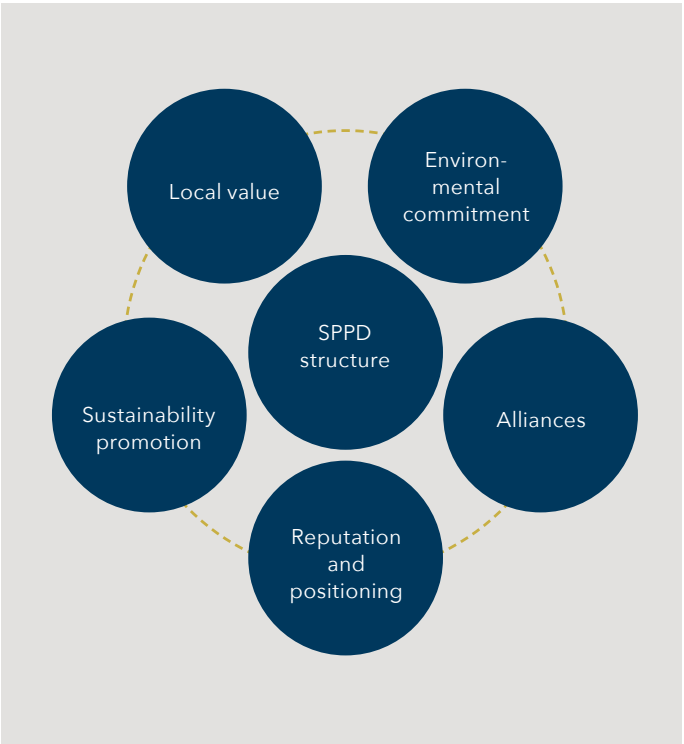 Local value
Environ-
mental
commitment
SPPD
structure
Sustainability
promotion
Alliances
Reputation
and
positioning